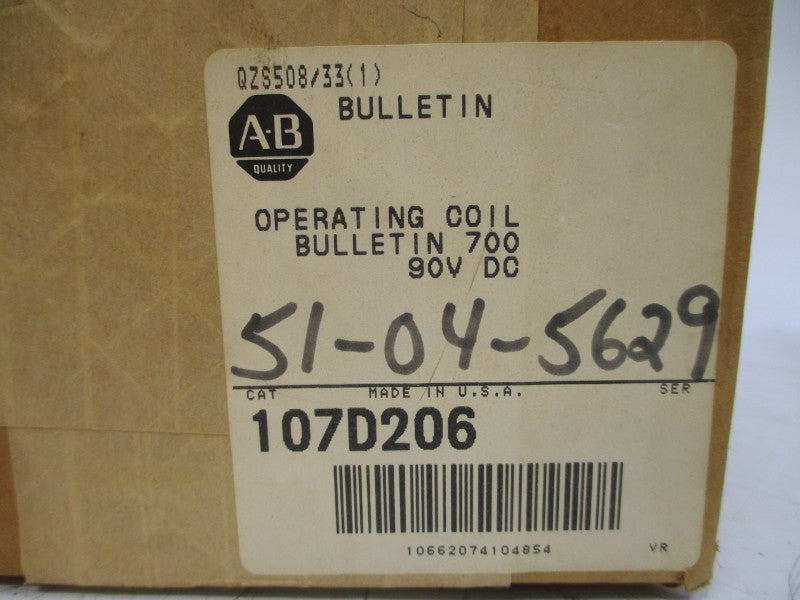 QZS508/33(1)
BULLETIN
A-B
QUALITY
OPERATING COIL
BULLETIN 700
90V DC
51-04-5629
CAT MADE IN U.S.A. SER
107D206
10662074104854 VR